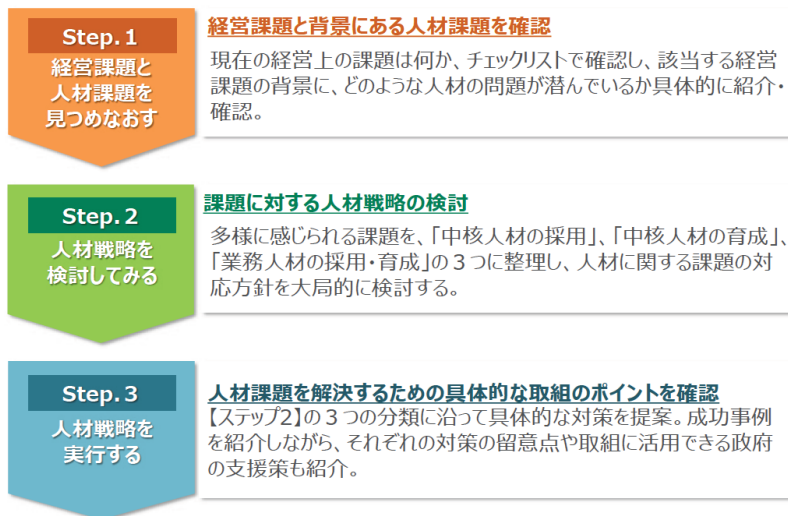 Step.1
経営課題と
人材課題を
見つめなおす
経営課題と背景にある人材課題を確認
現在の経営上の課題は何か、チェックリストで確認し、該当する経営
課題の背景に、どのような人材の問題が潜んでいるか具体的に紹介・
確認。
Step.2
人材戦略を
検討してみる
課題に対する人材戦略の検討
多様に感じられる課題を、「中核人材の採用」、「中核人材の育成」、
「業務人材の採用・育成」の３つに整理し、人材に関する課題の対
応方針を大局的に検討する。
Step.3
人材戦略を
実行する
人材課題を解決するための具体的な取組のポイントを確認
【ステップ2】の３つの分類に沿って具体的な対策を提案。成功事例
を紹介しながら、それぞれの対策の留意点や取組に活用できる政府
の支援策も紹介。